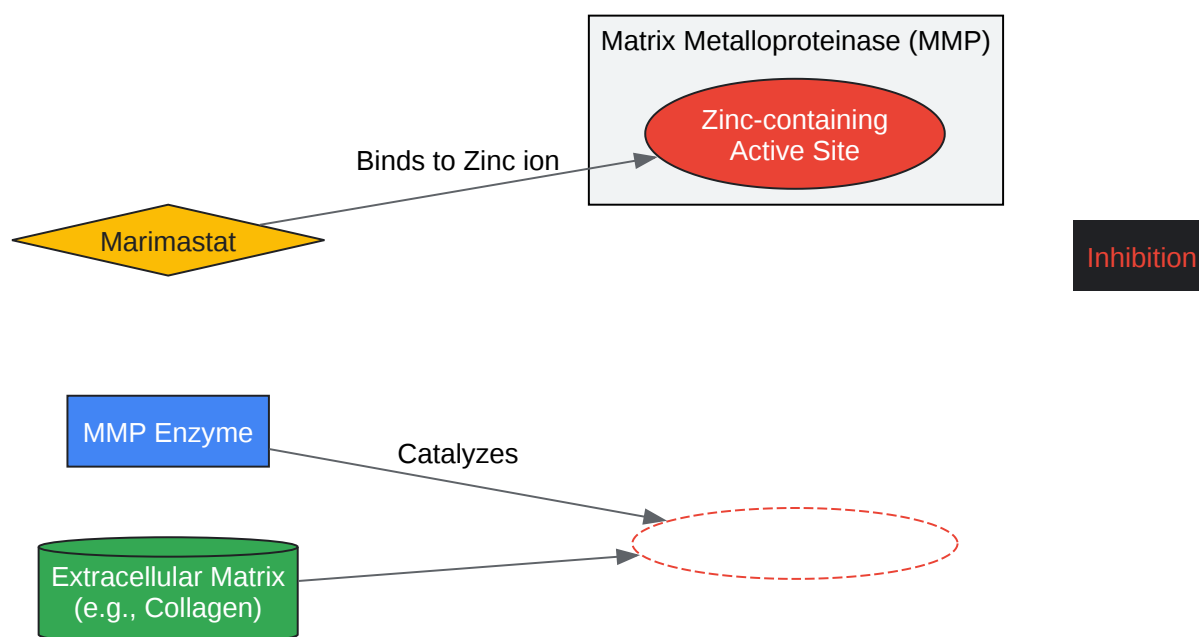 Matrix Metalloproteinase (MMP)
Zinc-containing
Active Site
Binds to Zinc ion
Marimastat
Inhibition
MMP Enzyme
Catalyzes
Extracellular Matrix
(e.g., Collagen)